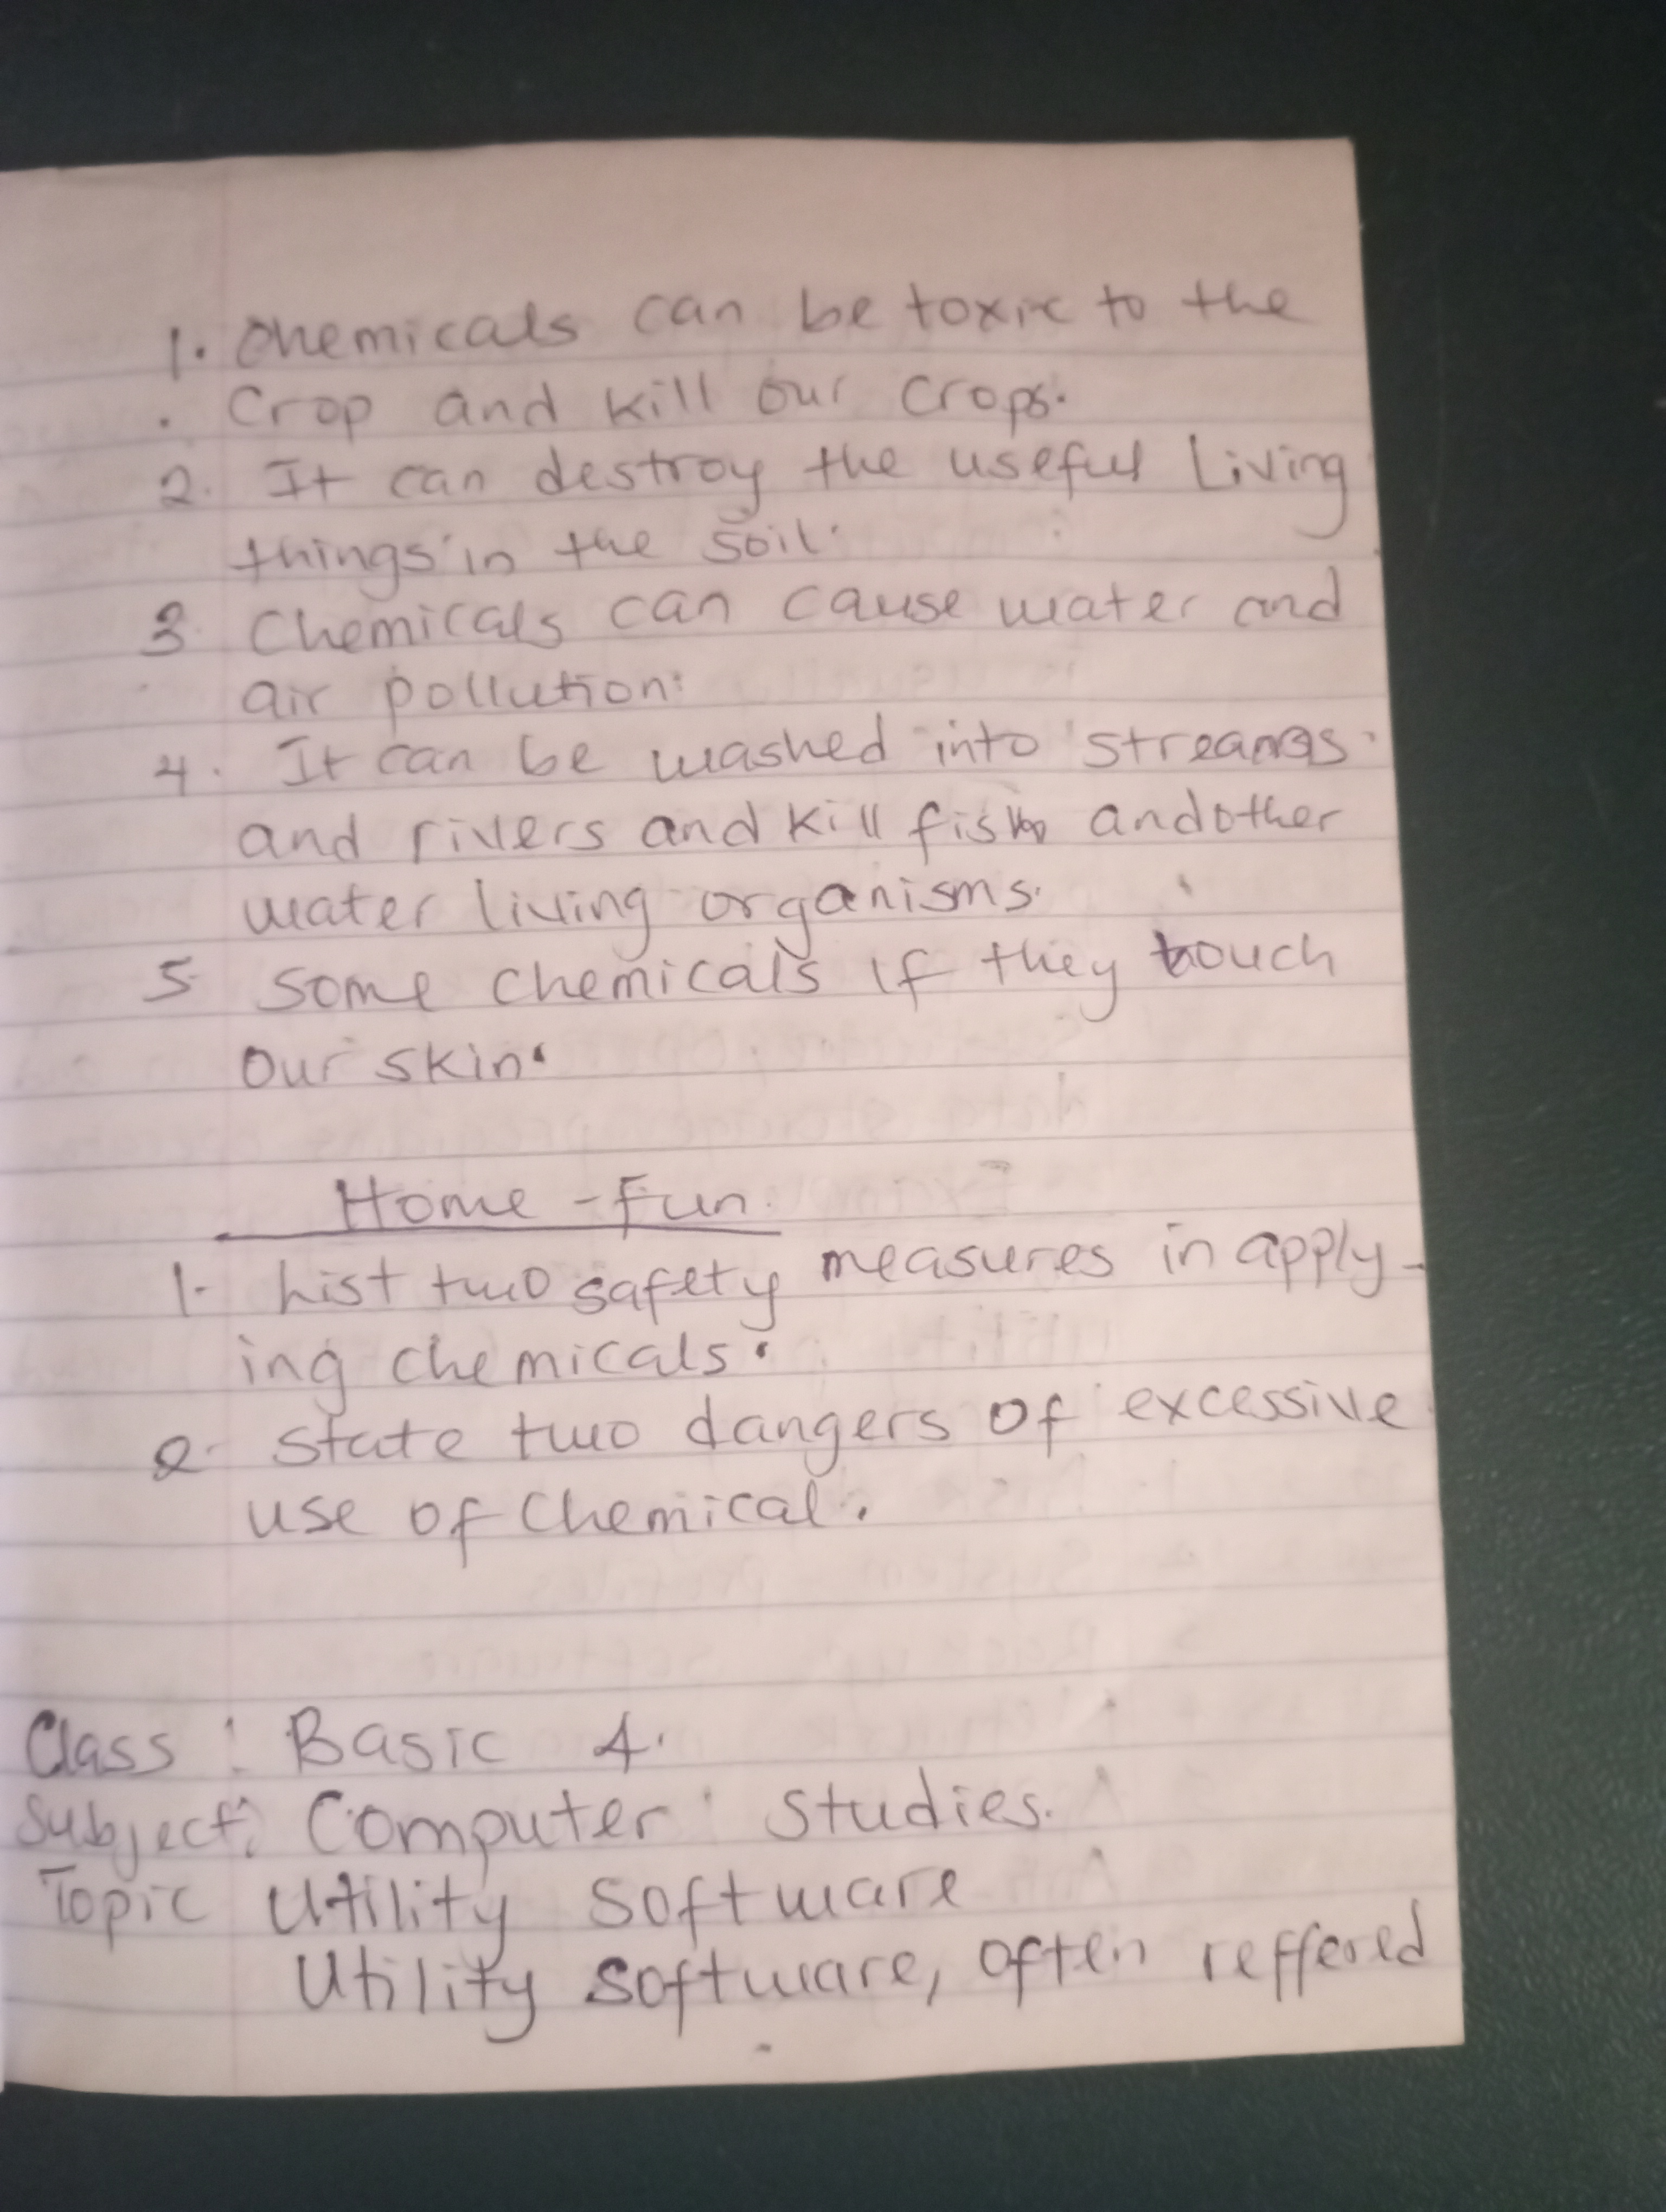 1. Chemicals can be toxic to the
. Crop and kill our crops.
2. It can destroy the useful Living
things in the soil.
3 Chemicals can cause water and
air pollution.
4. It can be washed into streams
and rivers and kill fish and other
water living organisms.
5 Some chemicals if they touch
our skin.
Home - Fun.
1. List two safety measures in apply-
ing chemicals.
2. State two dangers of excessive
use of Chemical.
Class: Basic 4.
Subject: Computer Studies.
Topic Utility Software
Utility Software, often reffered